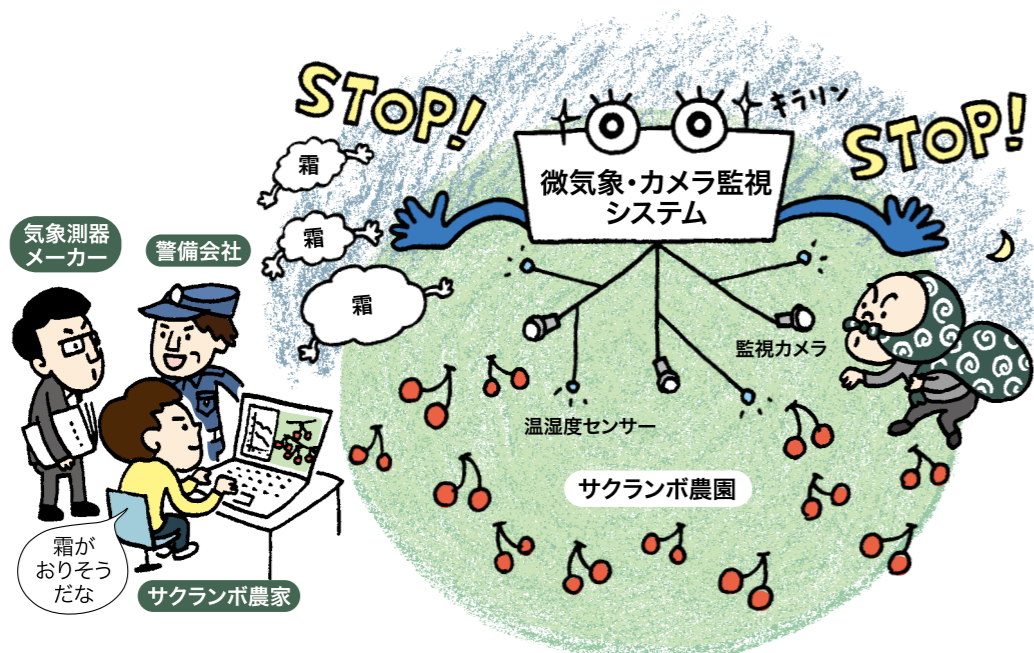 STOP!
キラリン
STOP!
霜
微気象・カメラ監視
システム
霜
気象測器
メーカー
警備会社
霜
監視カメラ
温湿度センサー
サクランボ農園
霜が
おりそう
だな
サクランボ農家